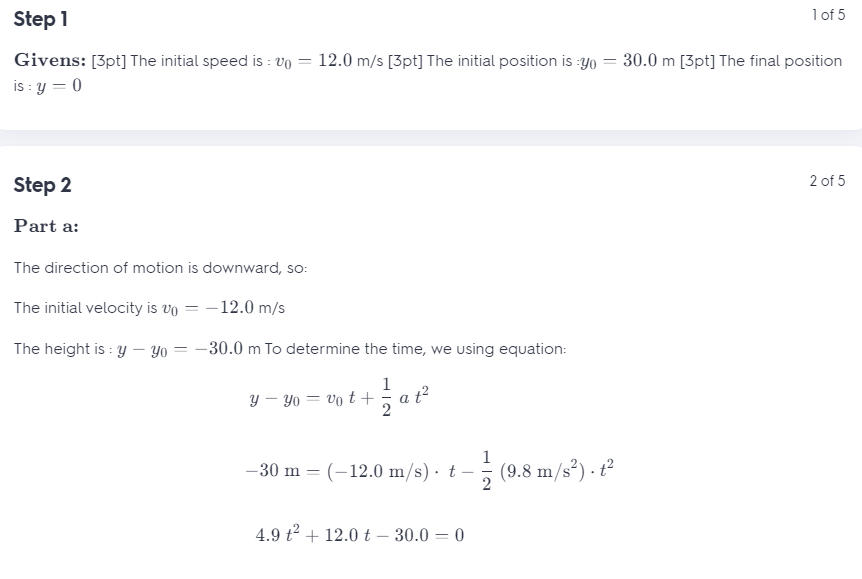 Step 1
1 of 5
Givens: [3pt] The initial speed is : v₀ = 12.0 m/s [3pt] The initial position is :y₀ = 30.0 m [3pt] The final position
is : y = 0
Step 2
2 of 5
Part a:
The direction of motion is downward, so:
The initial velocity is v₀ = −12.0 m/s
The height is : y − y₀ = −30.0 m To determine the time, we using equation:
y − y₀ = v₀ t + 1/2 a t²
−30 m = (−12.0 m/s) · t − 1/2 (9.8 m/s²) · t²
4.9 t² + 12.0 t − 30.0 = 0